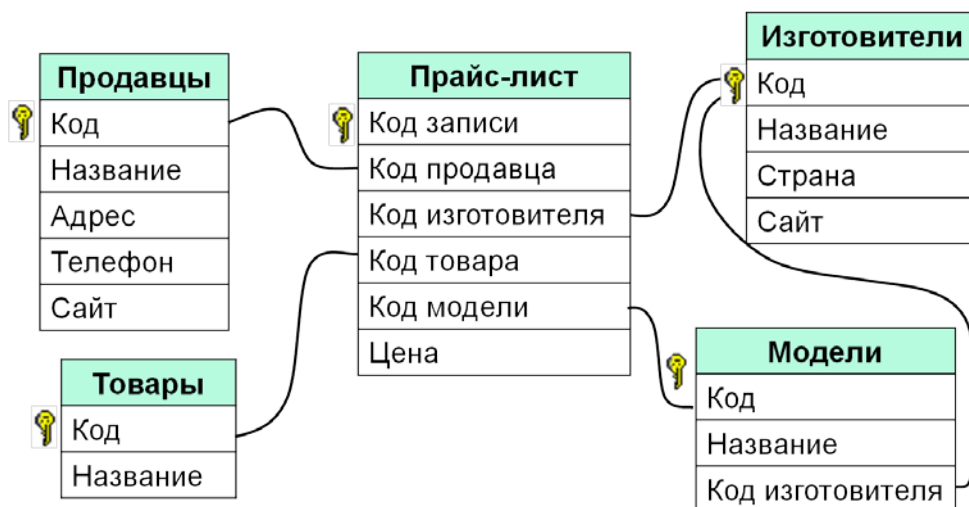 Продавцы
Код
Название
Адрес
Телефон
Сайт
Товары
Код
Название
Прайс-лист
Код записи
Код продавца
Код изготовителя
Код товара
Код модели
Цена
Изготовители
Код
Название
Страна
Сайт
Модели
Код
Название
Код изготовителя